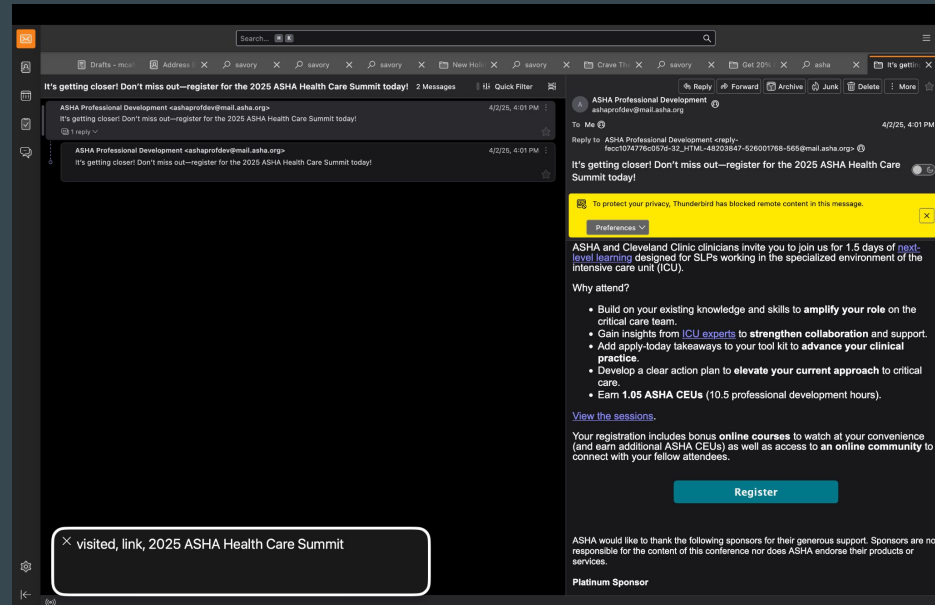 Search... ⌘ K
Drafts - mcal
Address
savory
savory
savory
New Holi
savory
Crave The
savory
Get 20%
asha
It's getting
It's getting closer! Don't miss out—register for the 2025 ASHA Health Care Summit today! 2 Messages Quick Filter
ASHA Professional Development <ashaprofdev@mail.asha.org> 4/2/25, 4:01 PM
It's getting closer! Don't miss out—register for the 2025 ASHA Health Care Summit today!
1 reply
ASHA Professional Development <ashaprofdev@mail.asha.org> 4/2/25, 4:01 PM
It's getting closer! Don't miss out—register for the 2025 ASHA Health Care Summit today!
Reply Forward Archive Junk Delete More
A
ASHA Professional Development
ashaprofdev@mail.asha.org
To Me 4/2/25, 4:01 PM
Reply to ASHA Professional Development <reply-
fecc1074776c057d-32_HTML-48203847-526001768-565@mail.asha.org>
It's getting closer! Don't miss out—register for the 2025 ASHA Health Care
Summit today!
To protect your privacy, Thunderbird has blocked remote content in this message.
Preferences
ASHA and Cleveland Clinic clinicians invite you to join us for 1.5 days of next-
level learning designed for SLPs working in the specialized environment of the
intensive care unit (ICU).
Why attend?
• Build on your existing knowledge and skills to amplify your role on the
critical care team.
• Gain insights from ICU experts to strengthen collaboration and support.
• Add apply-today takeaways to your tool kit to advance your clinical
practice.
• Develop a clear action plan to elevate your current approach to critical
care.
• Earn 1.05 ASHA CEUs (10.5 professional development hours).
View the sessions.
Your registration includes bonus online courses to watch at your convenience
(and earn additional ASHA CEUs) as well as access to an online community to
connect with your fellow attendees.
Register
ASHA would like to thank the following sponsors for their generous support. Sponsors are no
responsible for the content of this conference nor does ASHA endorse their products or
services.
Platinum Sponsor
visited, link, 2025 ASHA Health Care Summit